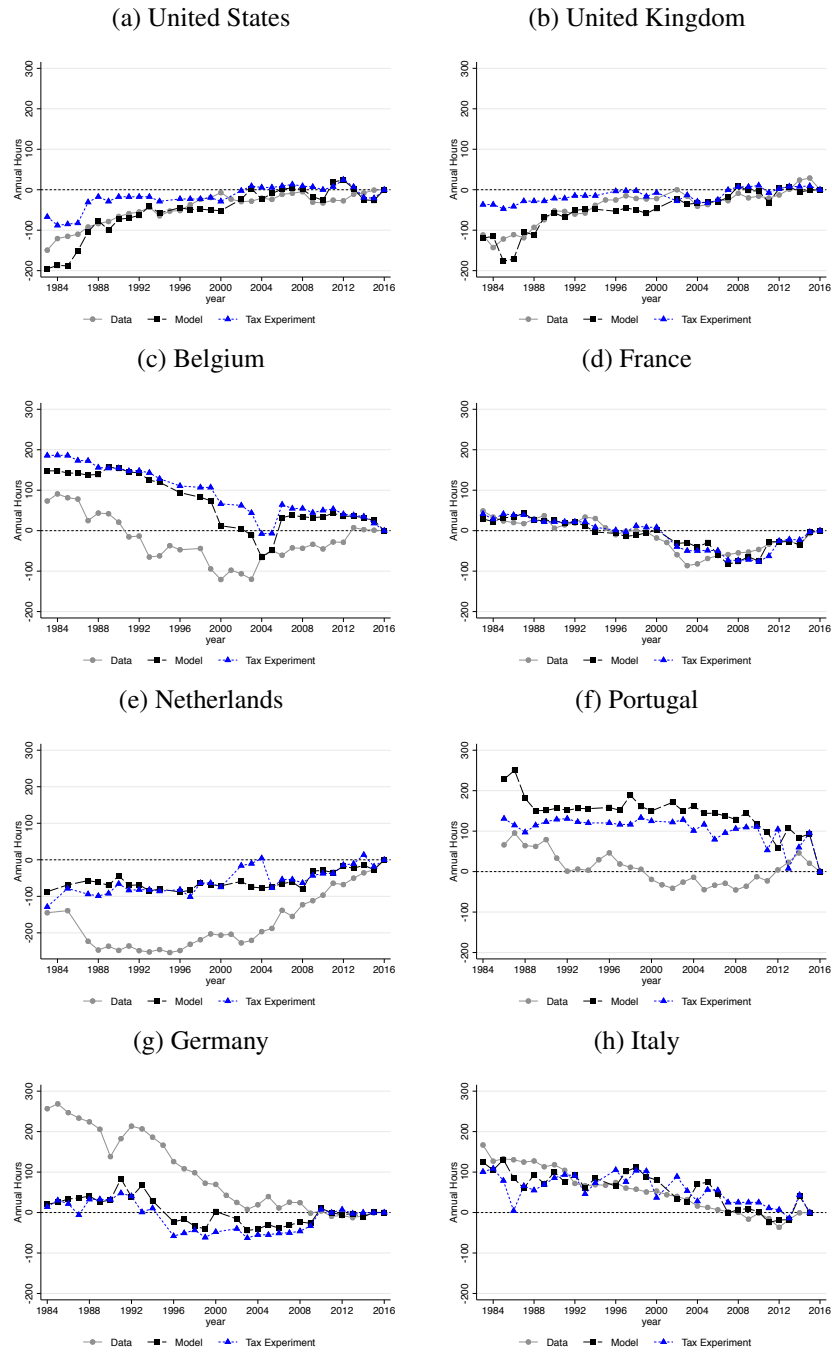 (a) United States
(b) United Kingdom
Annual Hours
300
200
100
0
-100
-200
1984 1988 1992 1996 2000 2004 2008 2012 2016
year
Data Model Tax Experiment
Annual Hours
300
200
100
0
-100
-200
1984 1988 1992 1996 2000 2004 2008 2012 2016
year
Data Model Tax Experiment
(c) Belgium
(d) France
Annual Hours
300
200
100
0
-100
-200
1984 1988 1992 1996 2000 2004 2008 2012 2016
year
Data Model Tax Experiment
Annual Hours
300
200
100
0
-100
-200
1984 1988 1992 1996 2000 2004 2008 2012 2016
year
Data Model Tax Experiment
(e) Netherlands
(f) Portugal
Annual Hours
300
200
100
0
-100
-200
1984 1988 1992 1996 2000 2004 2008 2012 2016
year
Data Model Tax Experiment
Annual Hours
300
200
100
0
-100
-200
1984 1988 1992 1996 2000 2004 2008 2012 2016
year
Data Model Tax Experiment
(g) Germany
(h) Italy
Annual Hours
300
200
100
0
-100
-200
1984 1988 1992 1996 2000 2004 2008 2012 2016
year
Data Model Tax Experiment
Annual Hours
300
200
100
0
-100
-200
1984 1988 1992 1996 2000 2004 2008 2012 2016
year
Data Model Tax Experiment